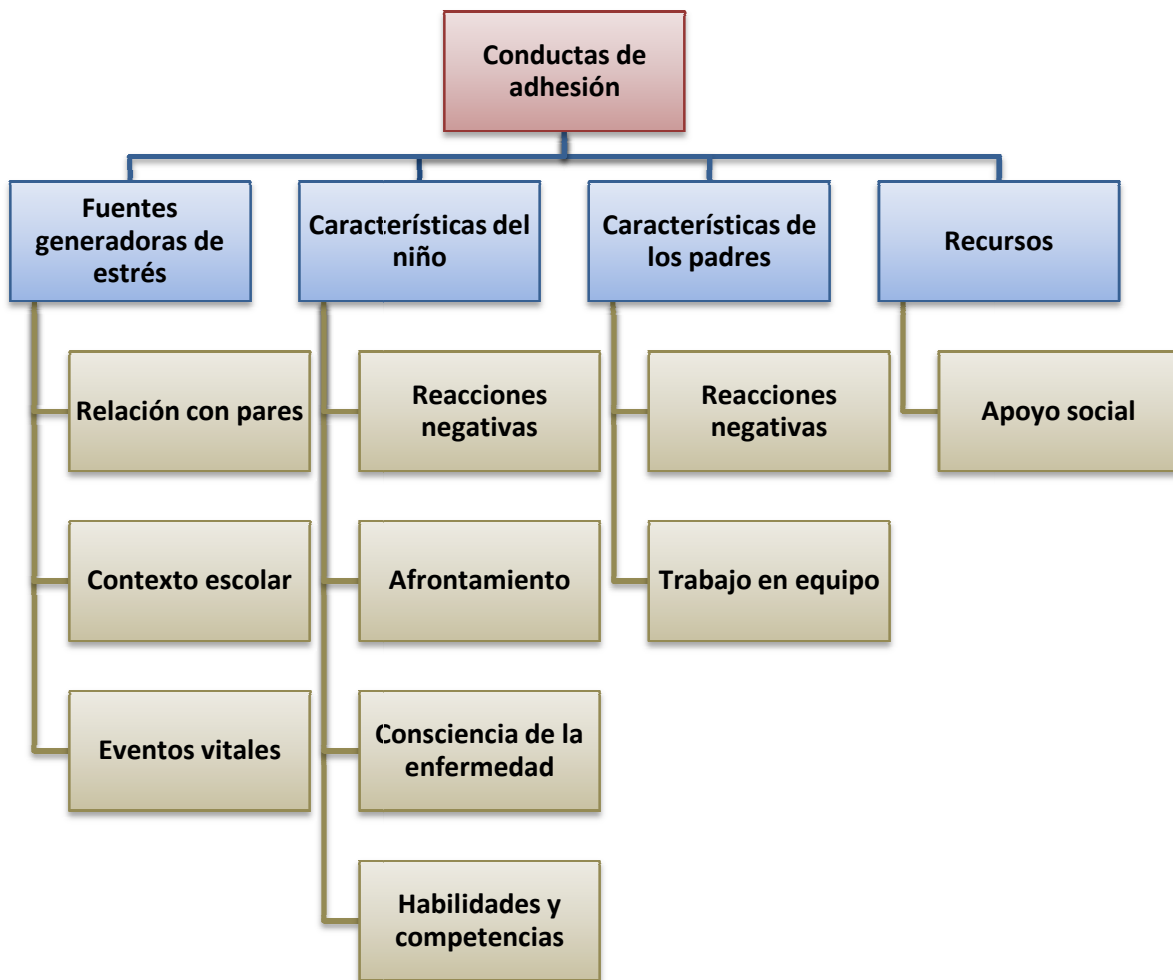 Conductas de
adhesión
Fuentes
generadoras de
estrés
Características del
niño
Características de
los padres
Recursos
Relación con pares
Reacciones
negativas
Reacciones
negativas
Apoyo social
Contexto escolar
Afrontamiento
Trabajo en equipo
Eventos vitales
Consciencia de la
enfermedad
Habilidades y
competencias